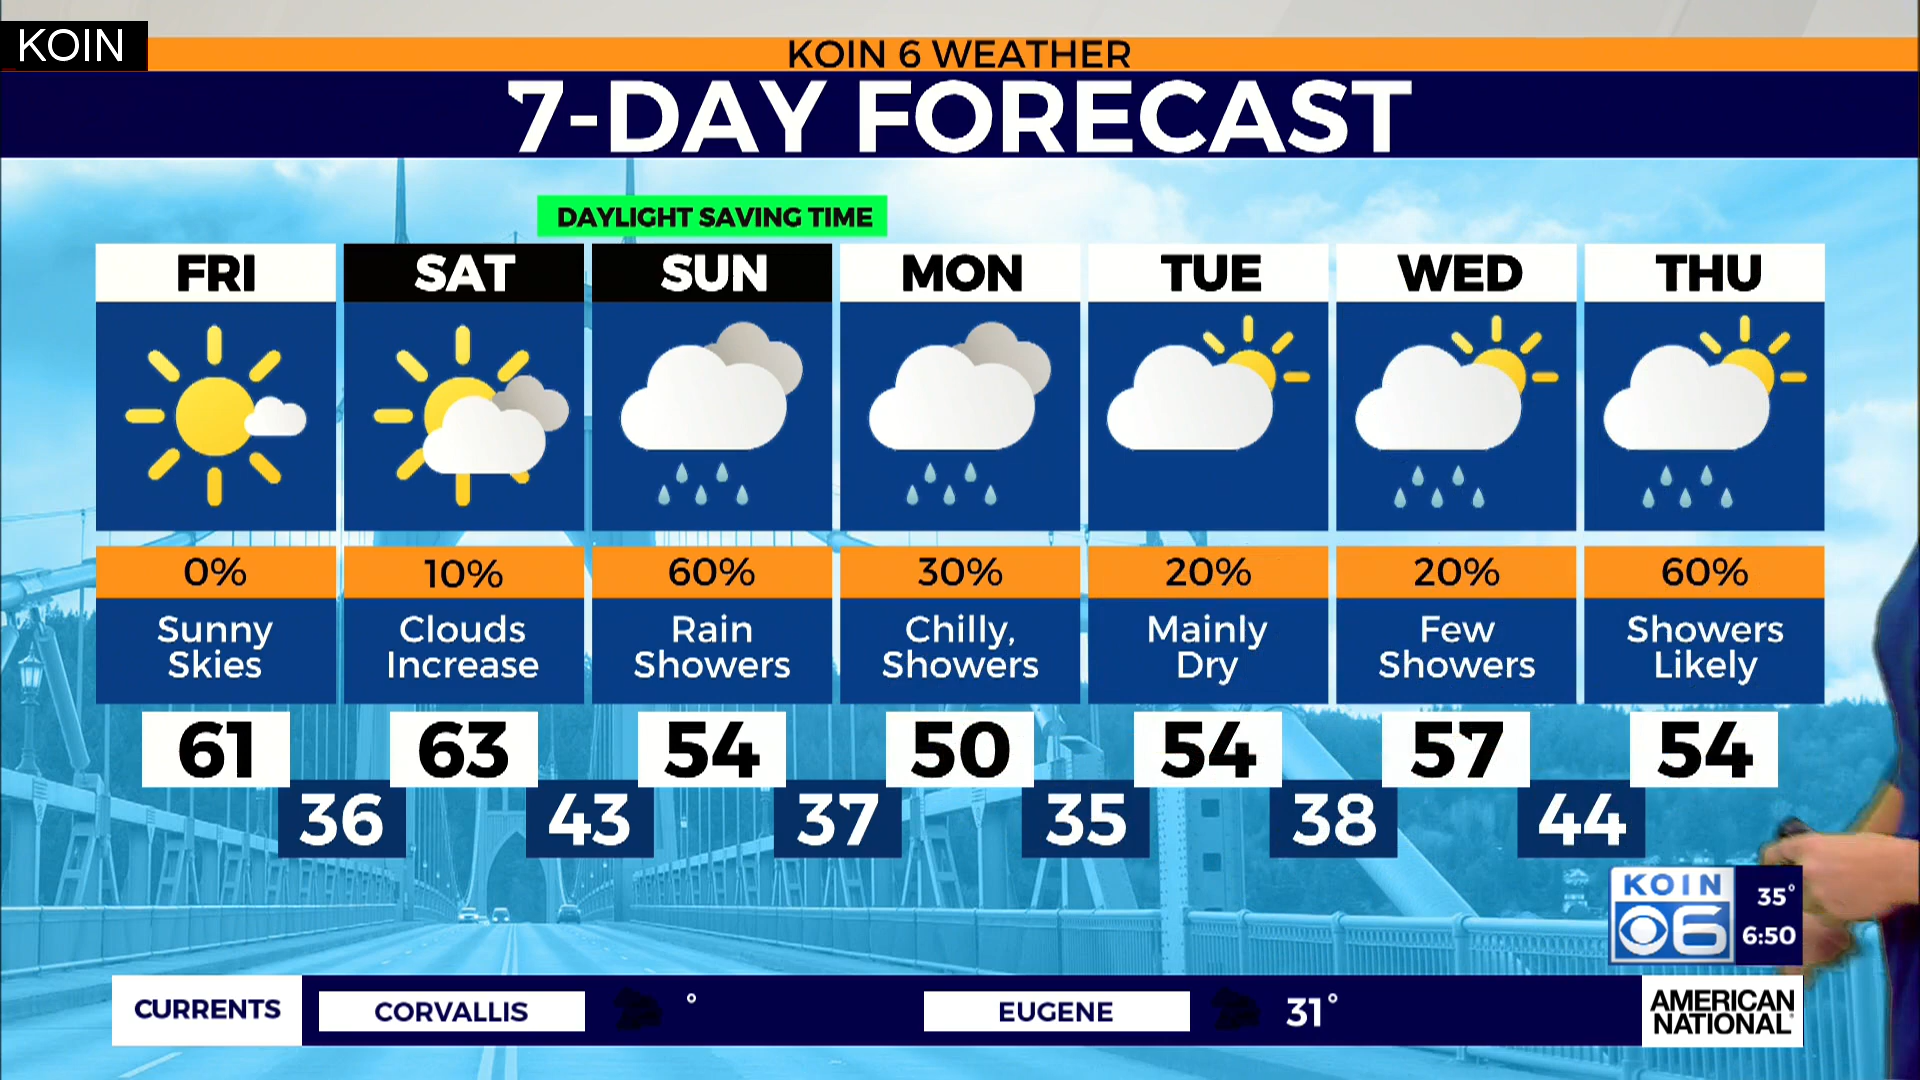 KOIN
KOIN 6 WEATHER
7-DAY FORECAST
DAYLIGHT SAVING TIME
FRI SAT SUN MON TUE WED THU
0% 10% 60% 30% 20% 20% 60%
Sunny Clouds Rain Chilly, Mainly Few Showers
Skies Increase Showers Showers Dry Showers Likely
61 63 54 50 54 57 54
36 43 37 35 38 44
KOIN 35°
6 6:50
CURRENTS CORVALLIS ° EUGENE 31° AMERICAN
NATIONAL